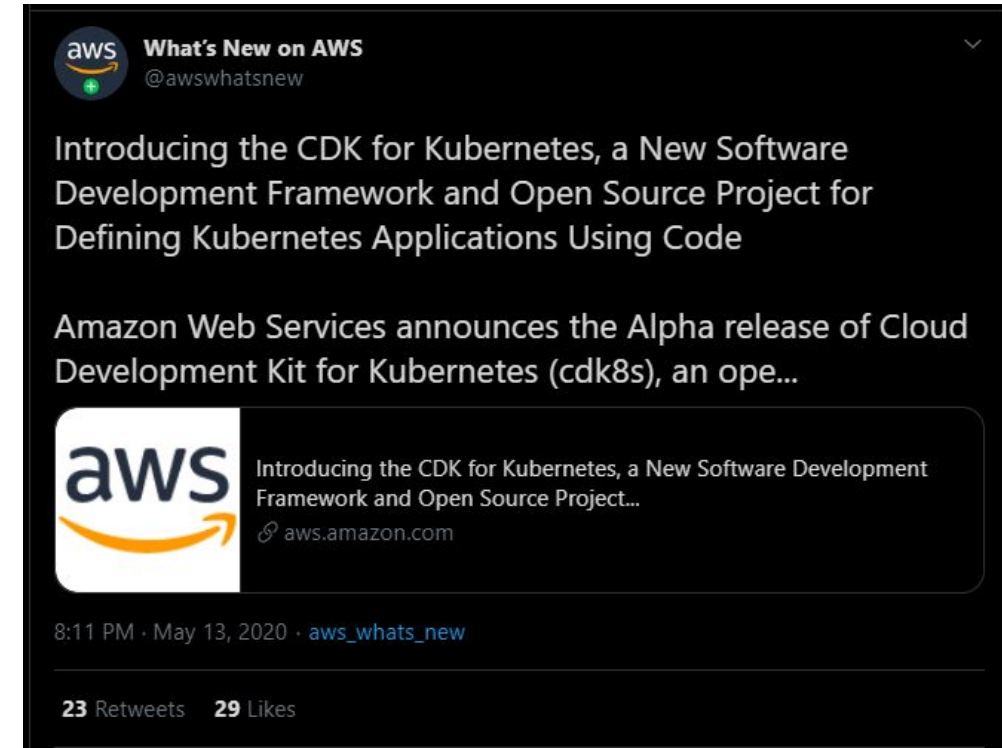 aws
What's New on AWS
@awswhatsnew
Introducing the CDK for Kubernetes, a New Software
Development Framework and Open Source Project for
Defining Kubernetes Applications Using Code
Amazon Web Services announces the Alpha release of Cloud
Development Kit for Kubernetes (cdk8s), an ope...
aws
Introducing the CDK for Kubernetes, a New Software Development
Framework and Open Source Project...
aws.amazon.com
8:11 PM · May 13, 2020 · aws_whats_new
23 Retweets 29 Likes